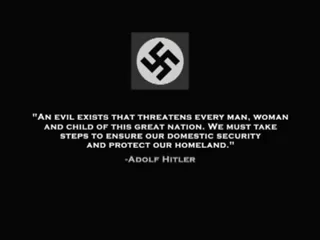 "An evil exists that threatens every man, woman
and child of this great nation. We must take
steps to ensure our domestic security
and protect our homeland."
-Adolf Hitler